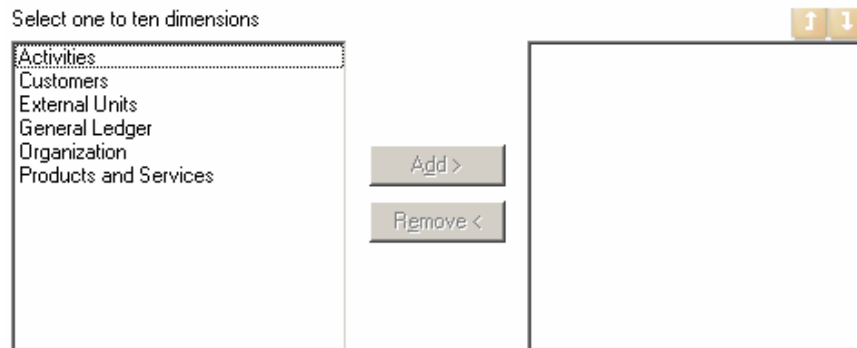 Select one to ten dimensions
Activities
Customers
External Units
General Ledger
Organization
Products and Services
Add >
Remove <